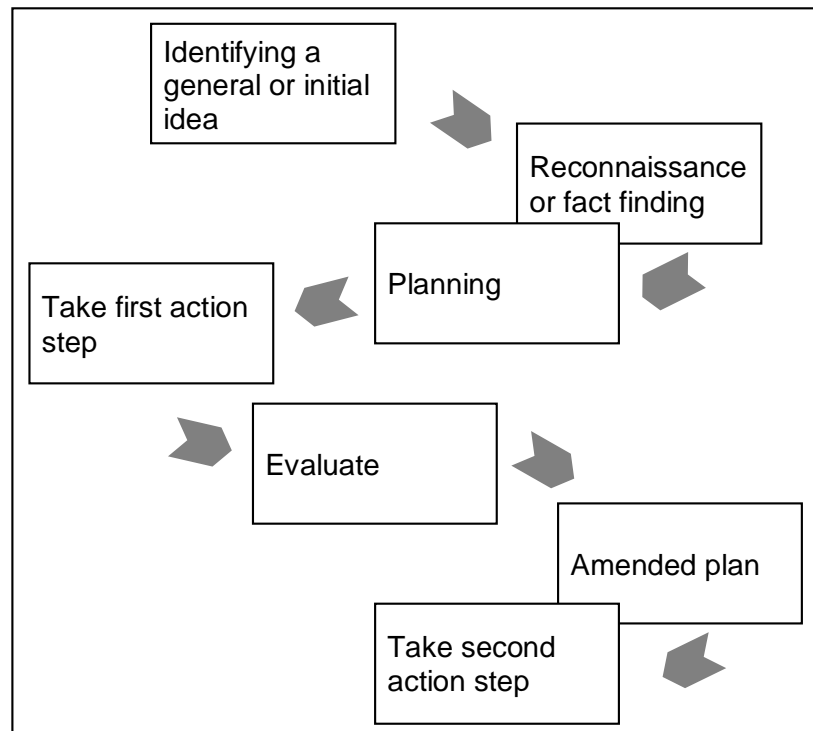 Identifying a
general or initial
idea
Reconnaissance
or fact finding
Planning
Take first action
step
Evaluate
Amended plan
Take second
action step